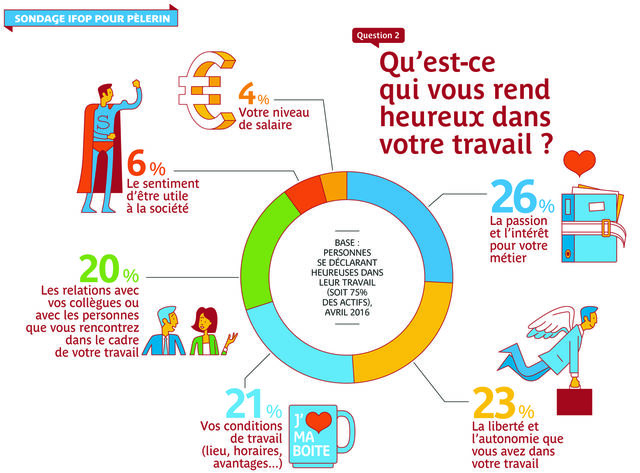 SONDAGE IFOP POUR PÈLERIN
Question 2
Qu'est-ce
qui vous rend
heureux dans
votre travail ?
4%
Votre niveau
de salaire
S
6%
Le sentiment
d'être utile
à la société
26%
La passion
et l'intérêt
pour votre
métier
BASE :
PERSONNES
SE DÉCLARANT
HEUREUSES DANS
LEUR TRAVAIL
(SOIT 75%
DES ACTIFS),
AVRIL 2016
20%
Les relations avec
vos collègues ou
avec les personnes
que vous rencontrez
dans le cadre
de votre travail
21%
Vos conditions
de travail
(lieu, horaires,
avantages...)
J'
MA
BOITE
23%
La liberté et
l'autonomie que
vous avez dans
votre travail